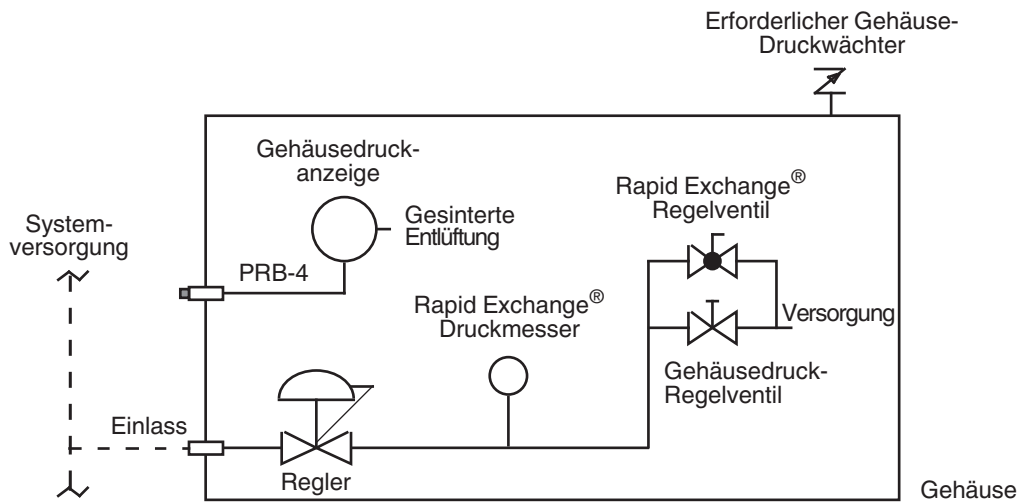 Erforderlicher Gehäuse-
Druckwächter
Gehäusedruck-
anzeige
Gesinterte
Entlüftung
Rapid Exchange®
Regelventil
System-
versorgung
PRB-4
Rapid Exchange®
Druckmesser
Versorgung
Gehäusedruck-
Regelventil
Einlass
Regler
Gehäuse